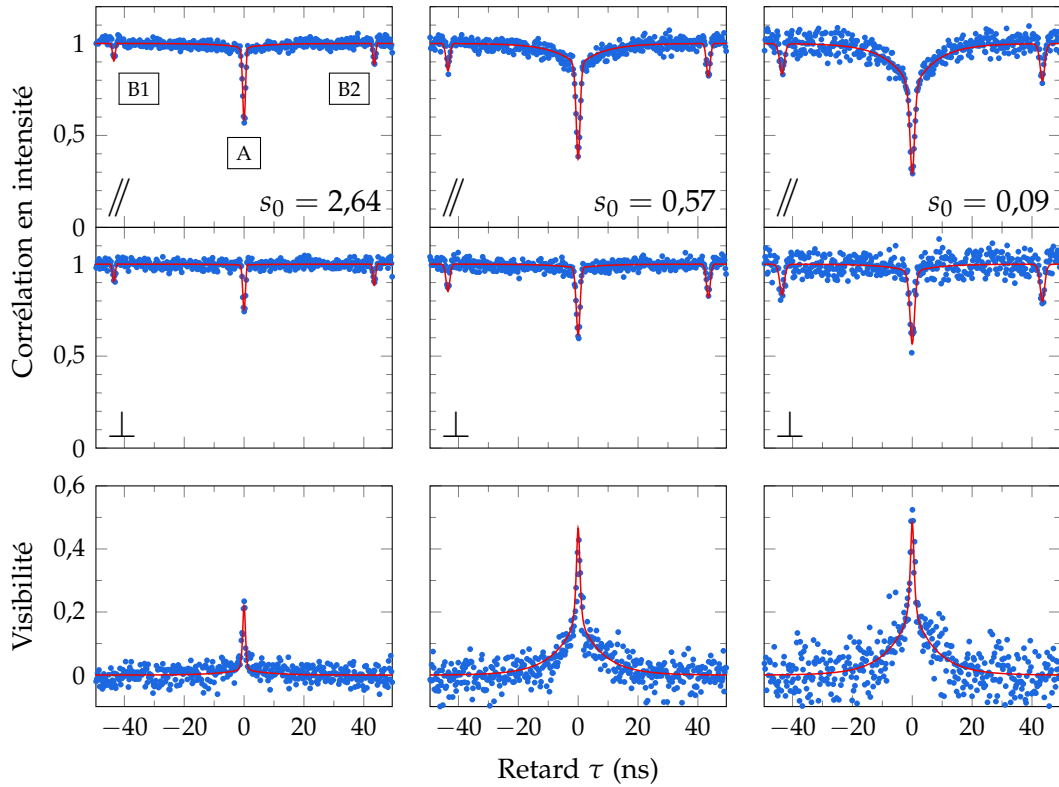 Corrélation en intensité
1
0,5
0
B1
B2
A
//
s₀ = 2,64
//
s₀ = 0,57
//
s₀ = 0,09
1
0,5
0
⊥
⊥
⊥
Visibilité
0,6
0,4
0,2
0
−40 −20 0 20 40
−40 −20 0 20 40
−40 −20 0 20 40
Retard τ (ns)